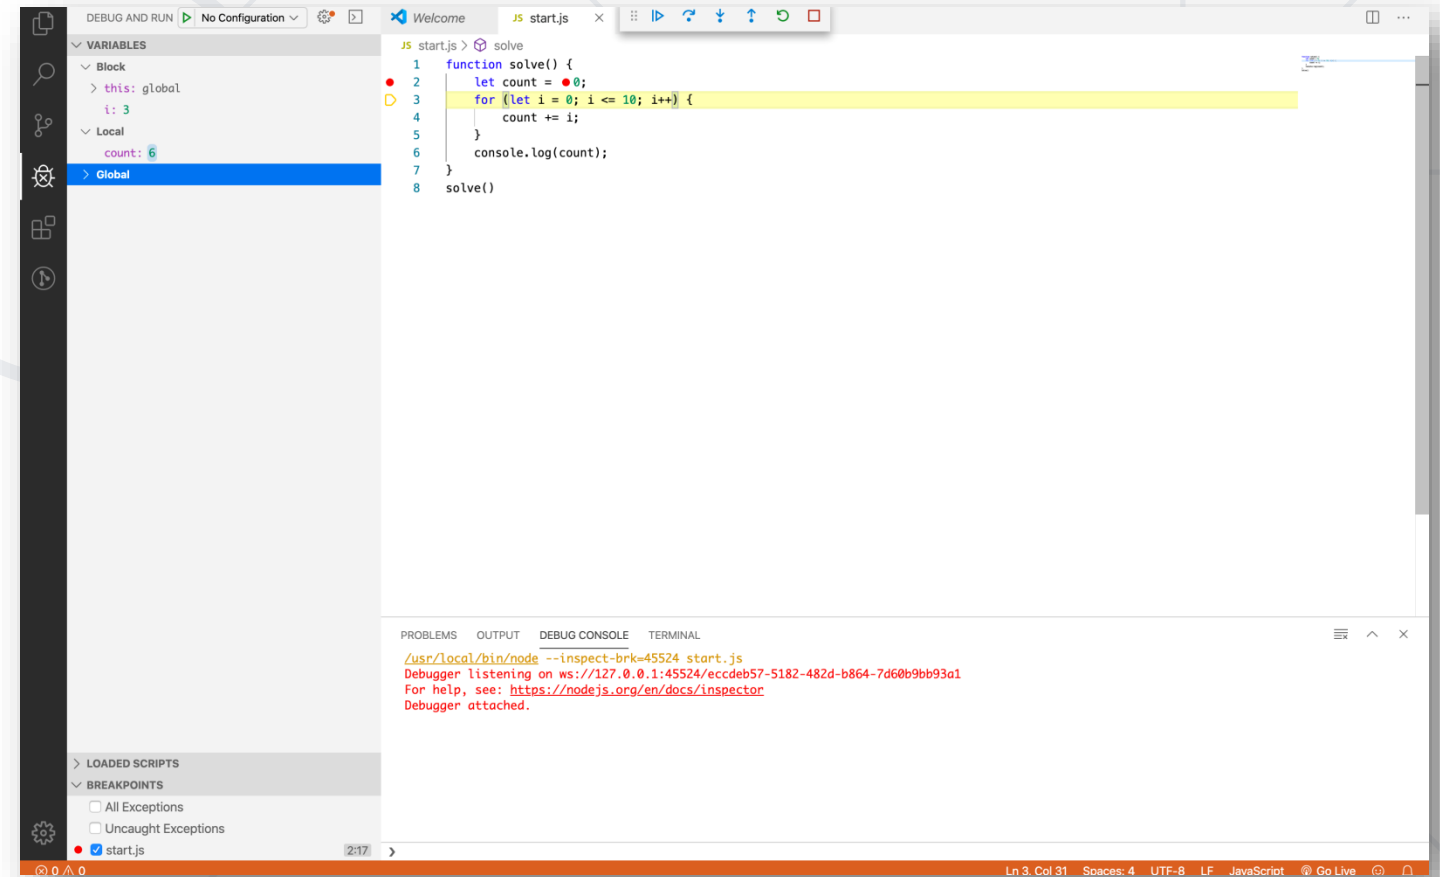 DEBUG AND RUN No Configuration
Welcome
JS start.js
VARIABLES
Block
this: global
i: 3
Local
count: 6
Global
JS start.js > solve
1 function solve() {
2 let count = 0;
3 for (let i = 0; i <= 10; i++) {
4 count += i;
5 }
6 console.log(count);
7 }
8 solve()
PROBLEMS OUTPUT DEBUG CONSOLE TERMINAL
/usr/local/bin/node --inspect-brk=45524 start.js
Debugger listening on ws://127.0.0.1:45524/eccdeb57-5182-482d-b864-7d60b9bb93a1
For help, see: https://nodejs.org/en/docs/inspector
Debugger attached.
LOADED SCRIPTS
BREAKPOINTS
All Exceptions
Uncaught Exceptions
start.js 2:17
0 0 Ln 3, Col 31 Spaces: 4 UTF-8 LF JavaScript Go Live